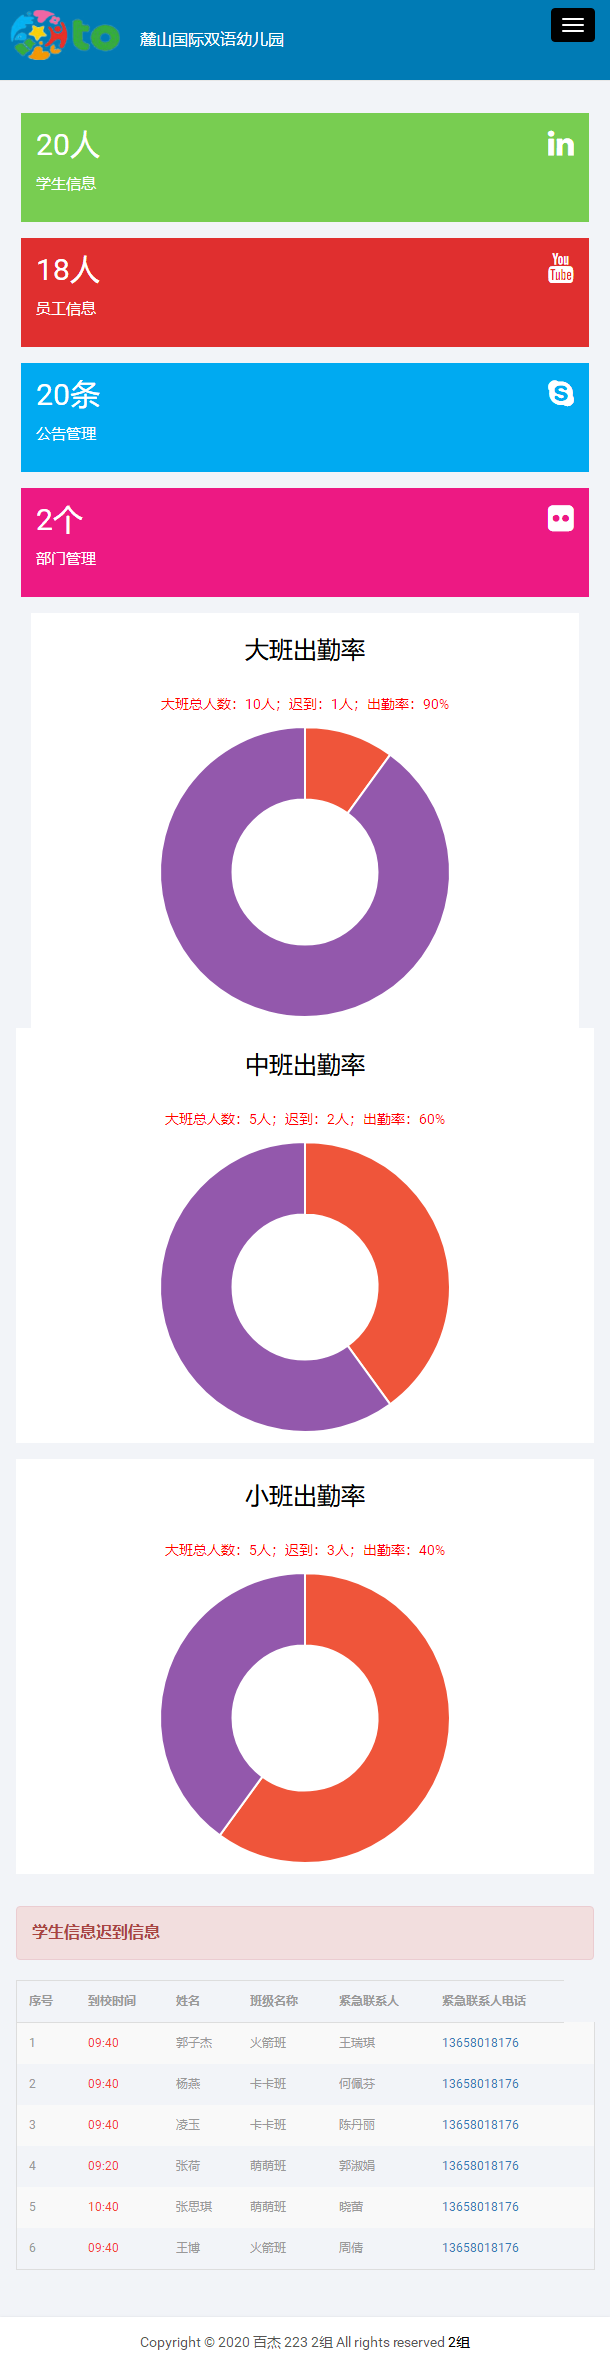 to
麓山国际双语幼儿园
20人
in
学生信息
18人
You
Tube
员工信息
20条
S
公告管理
2个
部门管理
大班出勤率
大班总人数：10人；迟到：1人；出勤率：90%
中班出勤率
大班总人数：5人；迟到：2人；出勤率：60%
小班出勤率
大班总人数：5人；迟到：3人；出勤率：40%
学生信息迟到信息
序号 到校时间 姓名 班级名称 紧急联系人 紧急联系人电话
1 09:40 郭子杰 火箭班 王瑞琪 13658018176
2 09:40 杨燕 卡卡班 何佩芬 13658018176
3 09:40 凌玉 卡卡班 陈丹丽 13658018176
4 09:20 张荷 萌萌班 郭淑娟 13658018176
5 10:40 张思琪 萌萌班 晓茵 13658018176
6 09:40 王博 火箭班 周倩 13658018176
Copyright © 2020 百杰 223 2组 All rights reserved 2组